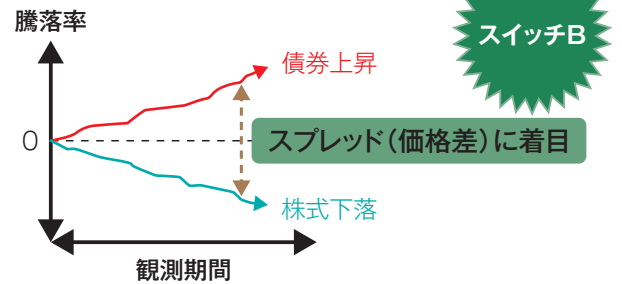 騰落率
スイッチB
債券上昇
0
スプレッド(価格差)に着目
株式下落
観測期間